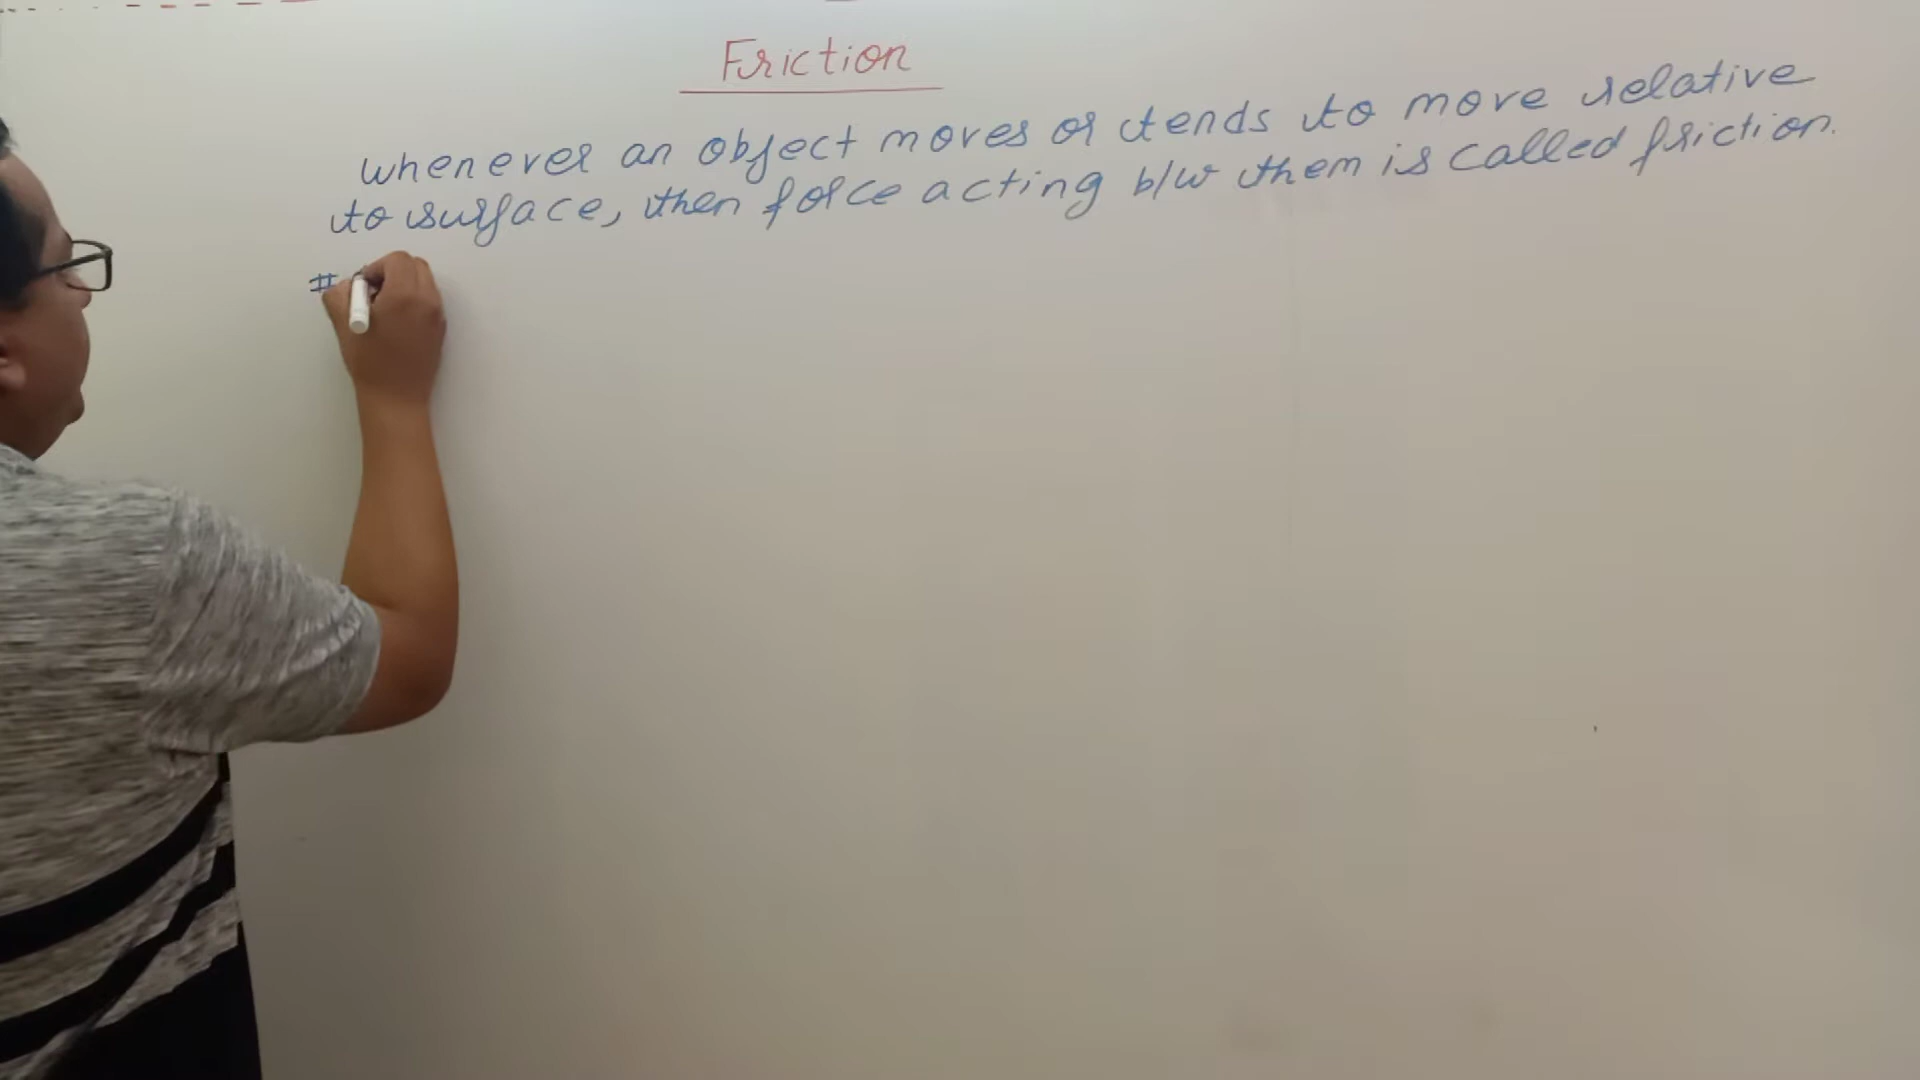 Friction
whenever an object moves or tends to move relative
to surface, then force acting b/w them is called friction.
#